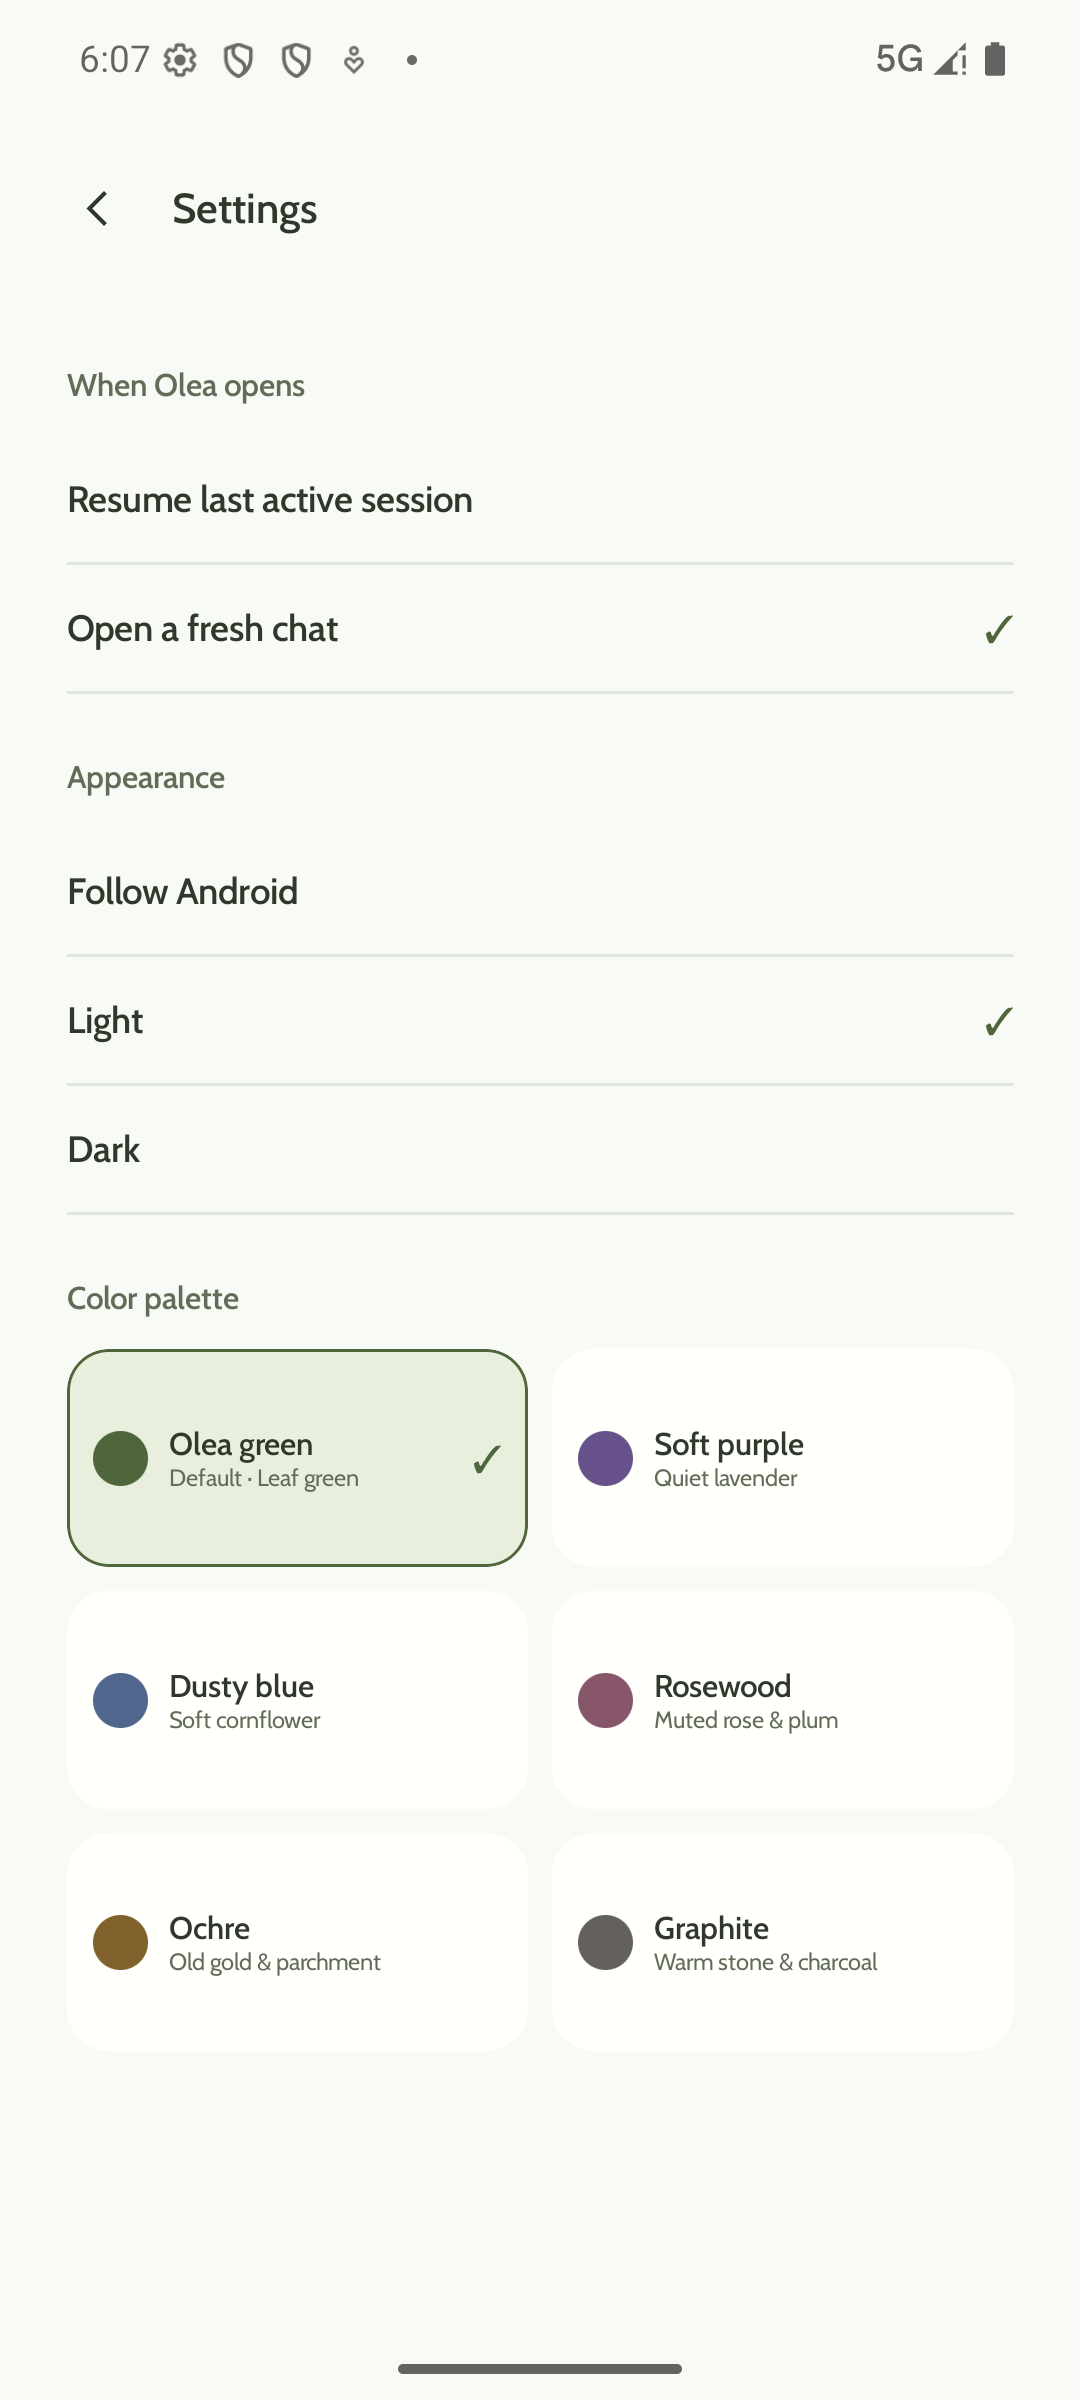 6:07
5G
Settings
When Olea opens
Resume last active session
Open a fresh chat
Appearance
Follow Android
Light
Dark
Color palette
Olea green
Default · Leaf green
Soft purple
Quiet lavender
Dusty blue
Soft cornflower
Rosewood
Muted rose & plum
Ochre
Old gold & parchment
Graphite
Warm stone & charcoal